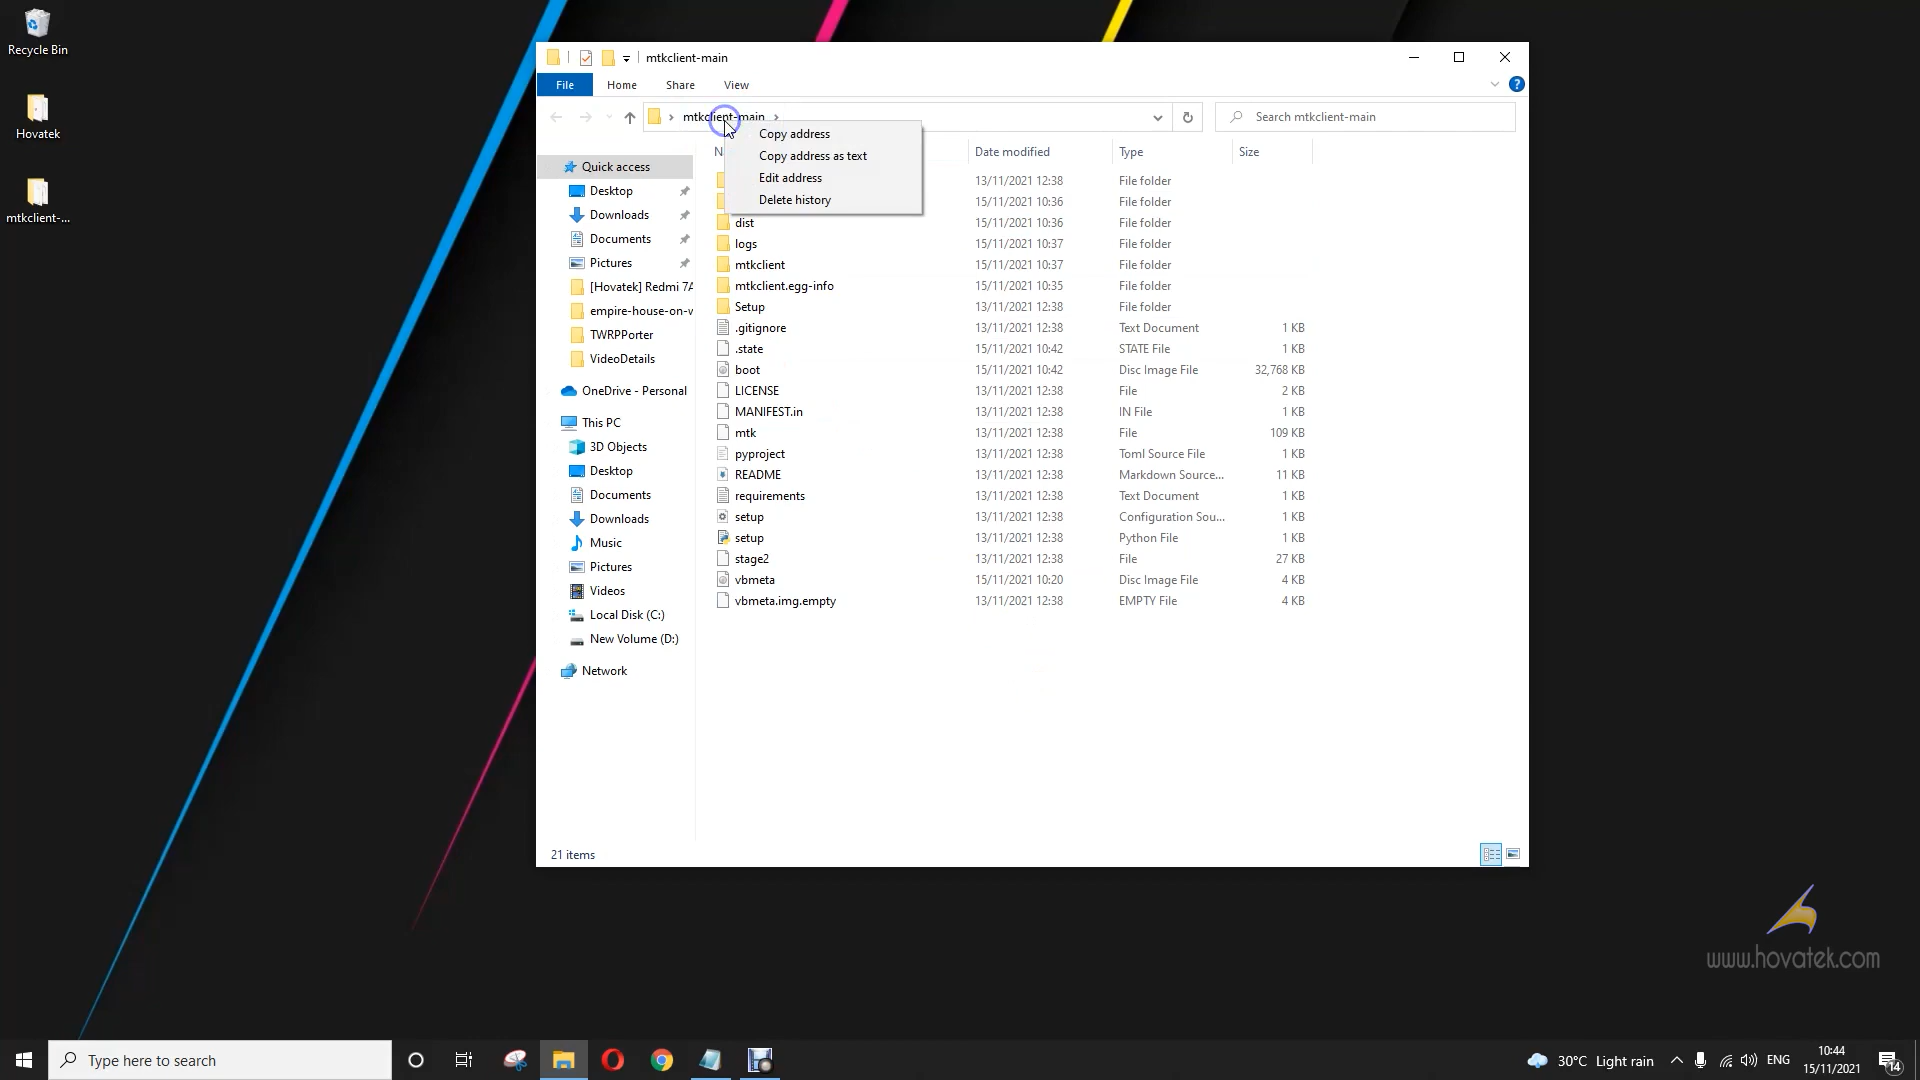 Recycle Bin
Hovatek
mtkclient-...
mtkclient-main
File Home Share View
mtkclient-main
Search mtkclient-main
Copy address
Copy address as text
Edit address
Delete history
Date modified Type Size
Quick access
Desktop
Downloads
Documents
Pictures
[Hovatek] Redmi 7A
empire-house-on-w
TWRPPorter
VideoDetails
OneDrive - Personal
This PC
3D Objects
Desktop
Documents
Downloads
Music
Pictures
Videos
Local Disk (C:)
New Volume (D:)
Network
13/11/2021 12:38 File folder
15/11/2021 10:36 File folder
dist 15/11/2021 10:36 File folder
logs 15/11/2021 10:37 File folder
mtkclient 15/11/2021 10:37 File folder
mtkclient.egg-info 15/11/2021 10:35 File folder
Setup 13/11/2021 12:38 File folder
.gitignore 13/11/2021 12:38 Text Document 1 KB
.state 15/11/2021 10:42 STATE File 1 KB
boot 15/11/2021 10:42 Disc Image File 32,768 KB
LICENSE 13/11/2021 12:38 File 2 KB
MANIFEST.in 13/11/2021 12:38 IN File 1 KB
mtk 13/11/2021 12:38 File 109 KB
pyproject 13/11/2021 12:38 Toml Source File 1 KB
README 13/11/2021 12:38 Markdown Source... 11 KB
requirements 13/11/2021 12:38 Text Document 1 KB
setup 13/11/2021 12:38 Configuration Sou... 1 KB
setup 13/11/2021 12:38 Python File 1 KB
stage2 13/11/2021 12:38 File 27 KB
vbmeta 15/11/2021 10:20 Disc Image File 4 KB
vbmeta.img.empty 13/11/2021 12:38 EMPTY File 4 KB
21 items
www.hovatek.com
Type here to search
30°C Light rain
ENG
10:44
15/11/2021
14